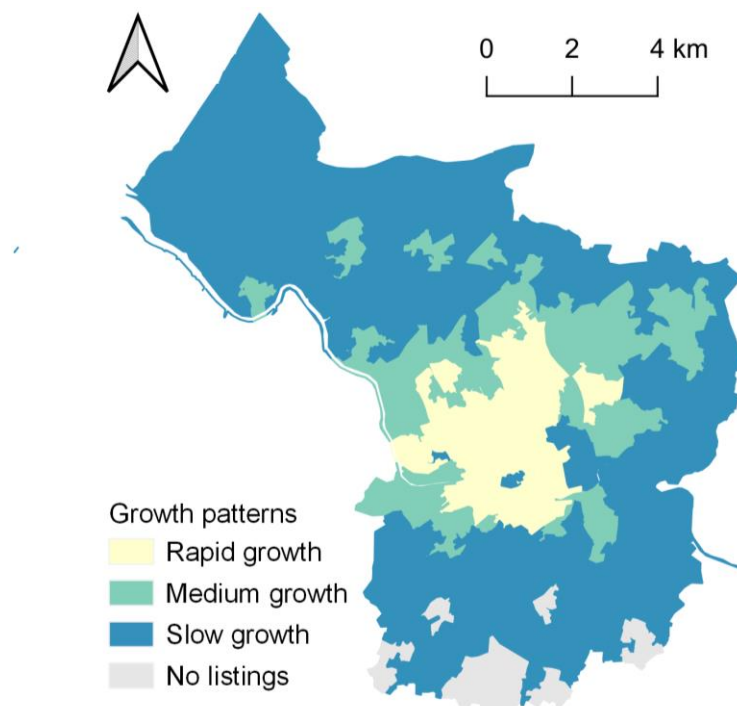 0 2 4 km
Growth patterns
Rapid growth
Medium growth
Slow growth
No listings